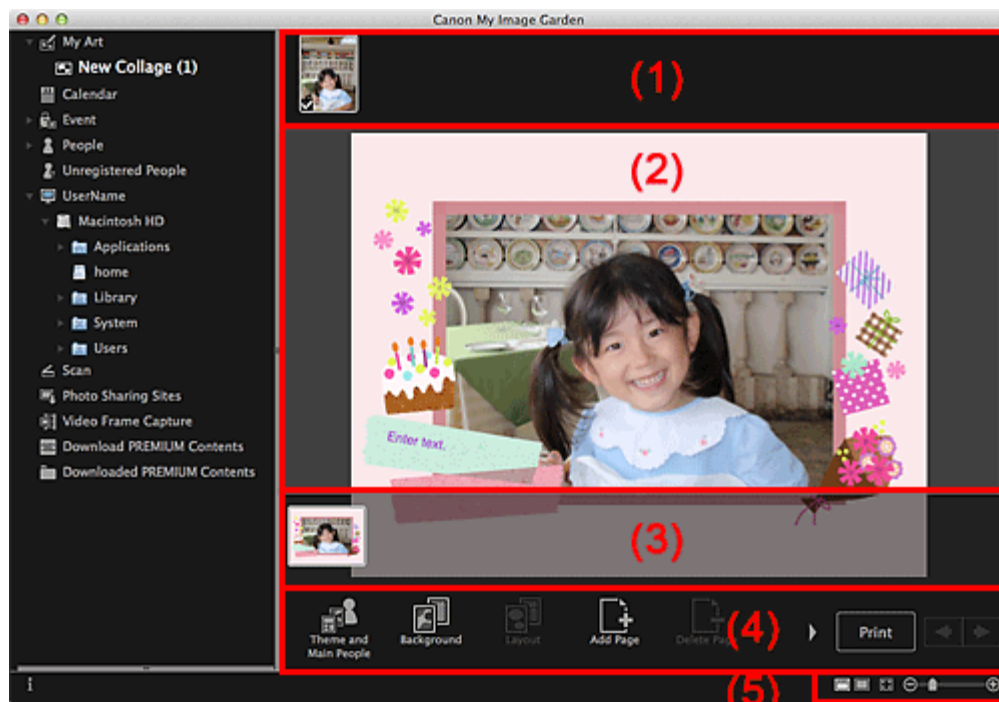 Canon My Image Garden
My Art
New Collage (1)
Calendar
Event
People
Unregistered People
UserName
Macintosh HD
Applications
home
Library
System
Users
Scan
Photo Sharing Sites
Video Frame Capture
Download PREMIUM Contents
Downloaded PREMIUM Contents
(1)
(2)
Enter text.
(3)
Theme and
Main People
Background
Layout
Add Page
Delete
(4)
Print
(5)